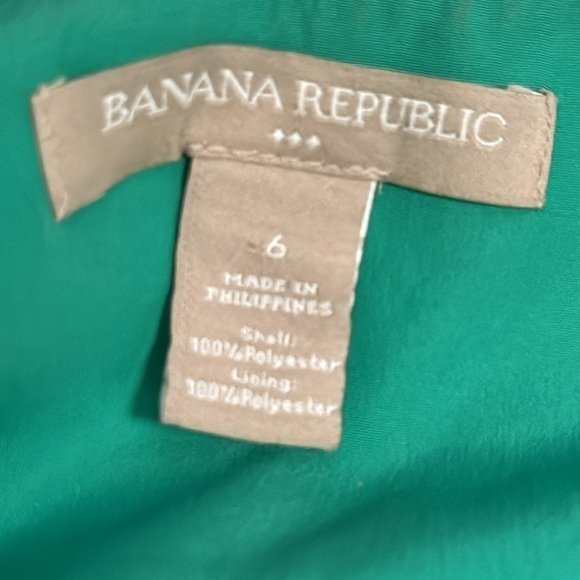 BANANA REPUBLIC
6
MADE IN
PHILIPPINES
Shell:
100%Polyester
Lining:
100%Polyester